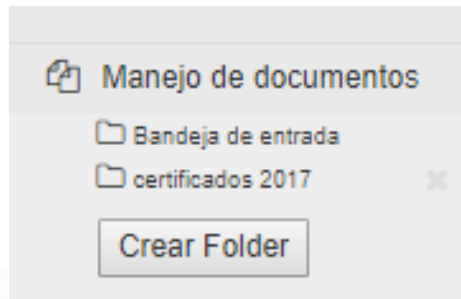 Manejo de documentos
Bandeja de entrada
certificados 2017
Crear Folder